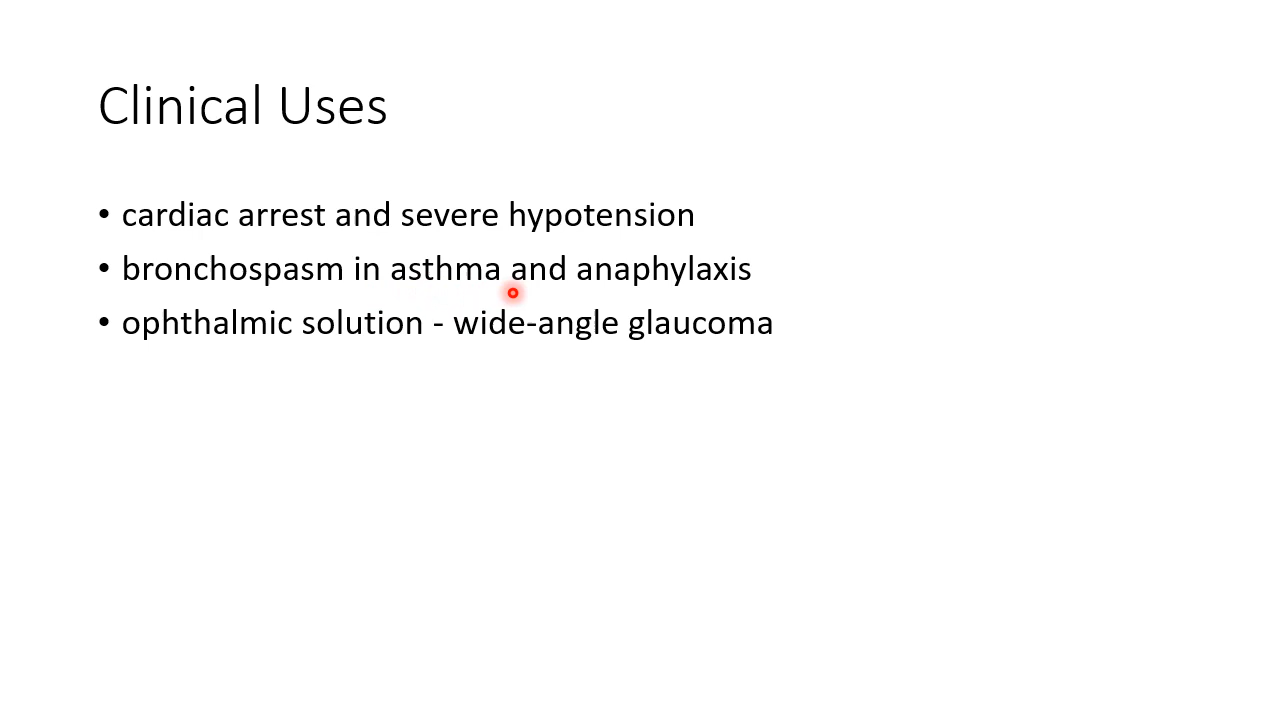 Clinical Uses
• cardiac arrest and severe hypotension
• bronchospasm in asthma and anaphylaxis
• ophthalmic solution - wide-angle glaucoma